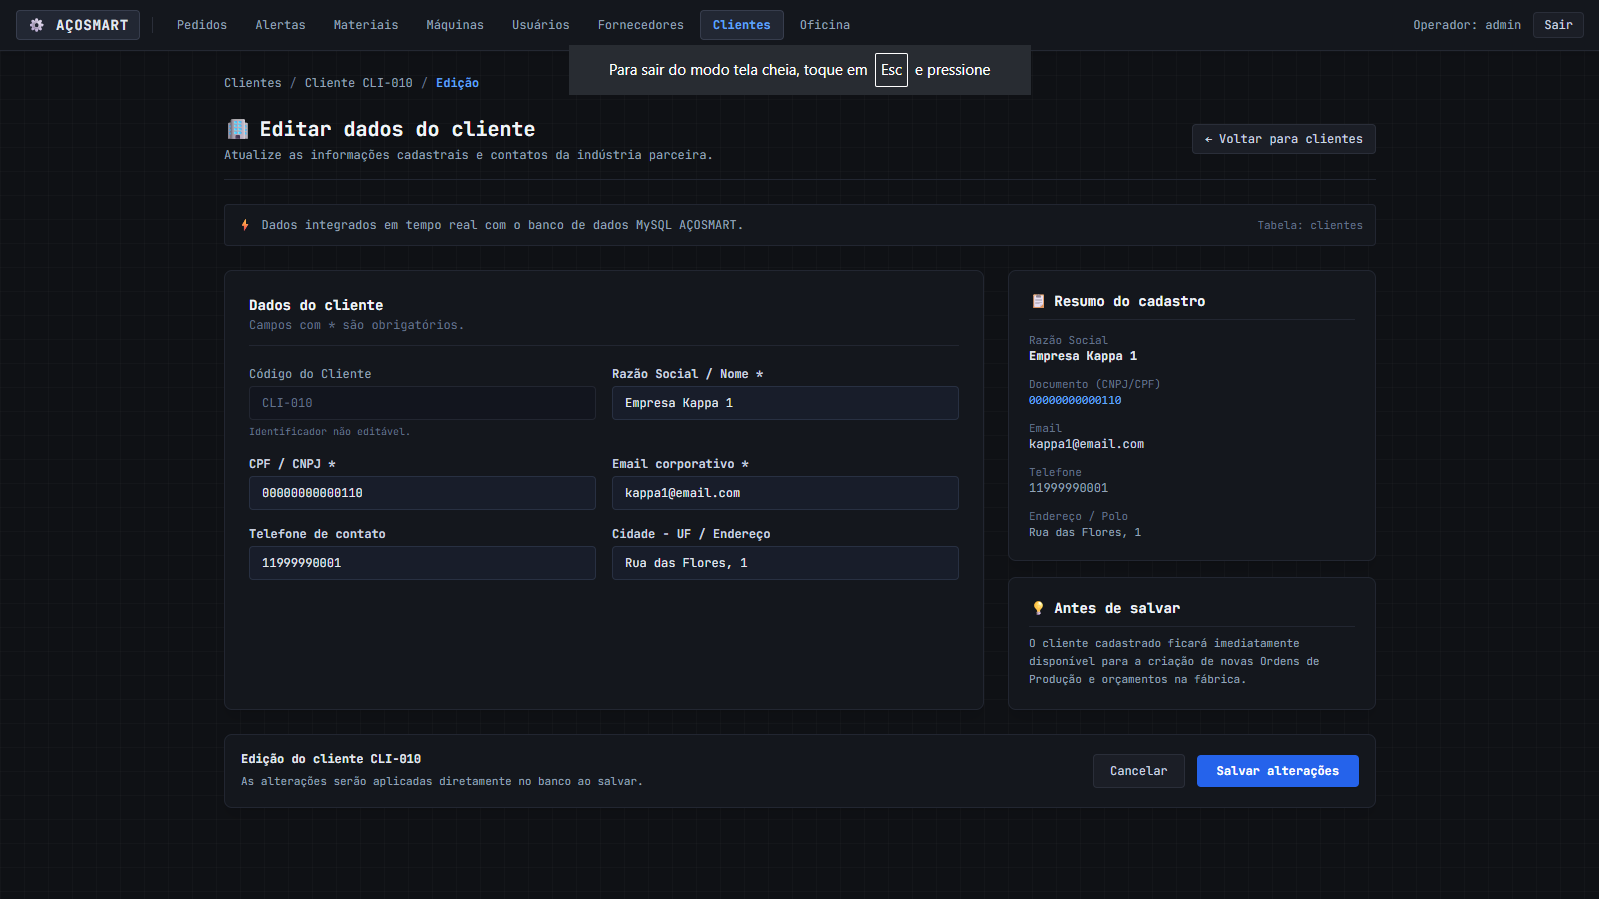 AÇOSMART
Pedidos
Alertas
Materiais
Máquinas
Usuários
Fornecedores
Clientes
Oficina
Operador: admin
Sair
Para sair do modo tela cheia, toque em Esc e pressione
Clientes / Cliente CLI-010 / Edição
Editar dados do cliente
Atualize as informações cadastrais e contatos da indústria parceira.
← Voltar para clientes
Dados integrados em tempo real com o banco de dados MySQL AÇOSMART.
Tabela: clientes
Dados do cliente
Campos com * são obrigatórios.
Código do Cliente
CLI-010
Identificador não editável.
Razão Social / Nome *
Empresa Kappa 1
CPF / CNPJ *
00000000000110
Email corporativo *
kappa1@email.com
Telefone de contato
11999990001
Cidade - UF / Endereço
Rua das Flores, 1
Resumo do cadastro
Razão Social
Empresa Kappa 1
Documento (CNPJ/CPF)
00000000000110
Email
kappa1@email.com
Telefone
11999990001
Endereço / Polo
Rua das Flores, 1
Antes de salvar
O cliente cadastrado ficará imediatamente
disponível para a criação de novas Ordens de
Produção e orçamentos na fábrica.
Edição do cliente CLI-010
As alterações serão aplicadas diretamente no banco ao salvar.
Cancelar
Salvar alterações